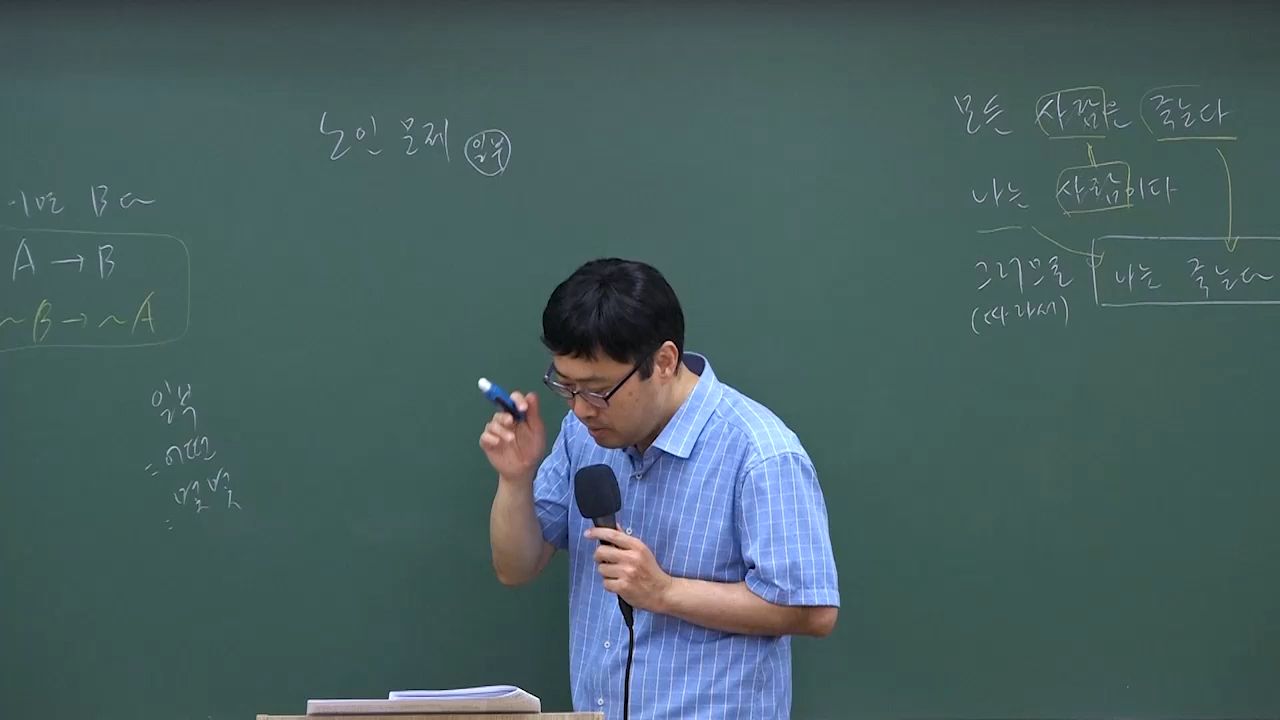 노인 문제 일부
이면 B다
A → B
~B → ~A
일부
= 어떤
= 몇몇
모든 사람은 죽는다
나는 사람이다
그러므로 나는 죽는다
(따라서)